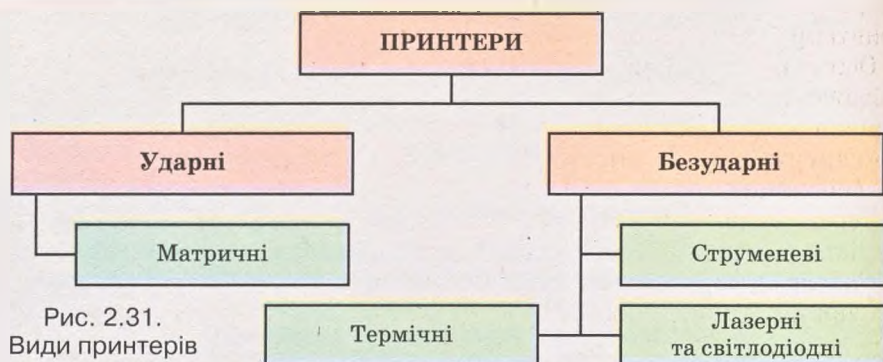 ПРИНТЕРИ
Ударні
Безударні
Матричні
Струменеві
Термічні
Лазерні
та світлодіодні
Рис. 2.31.
Види принтерів